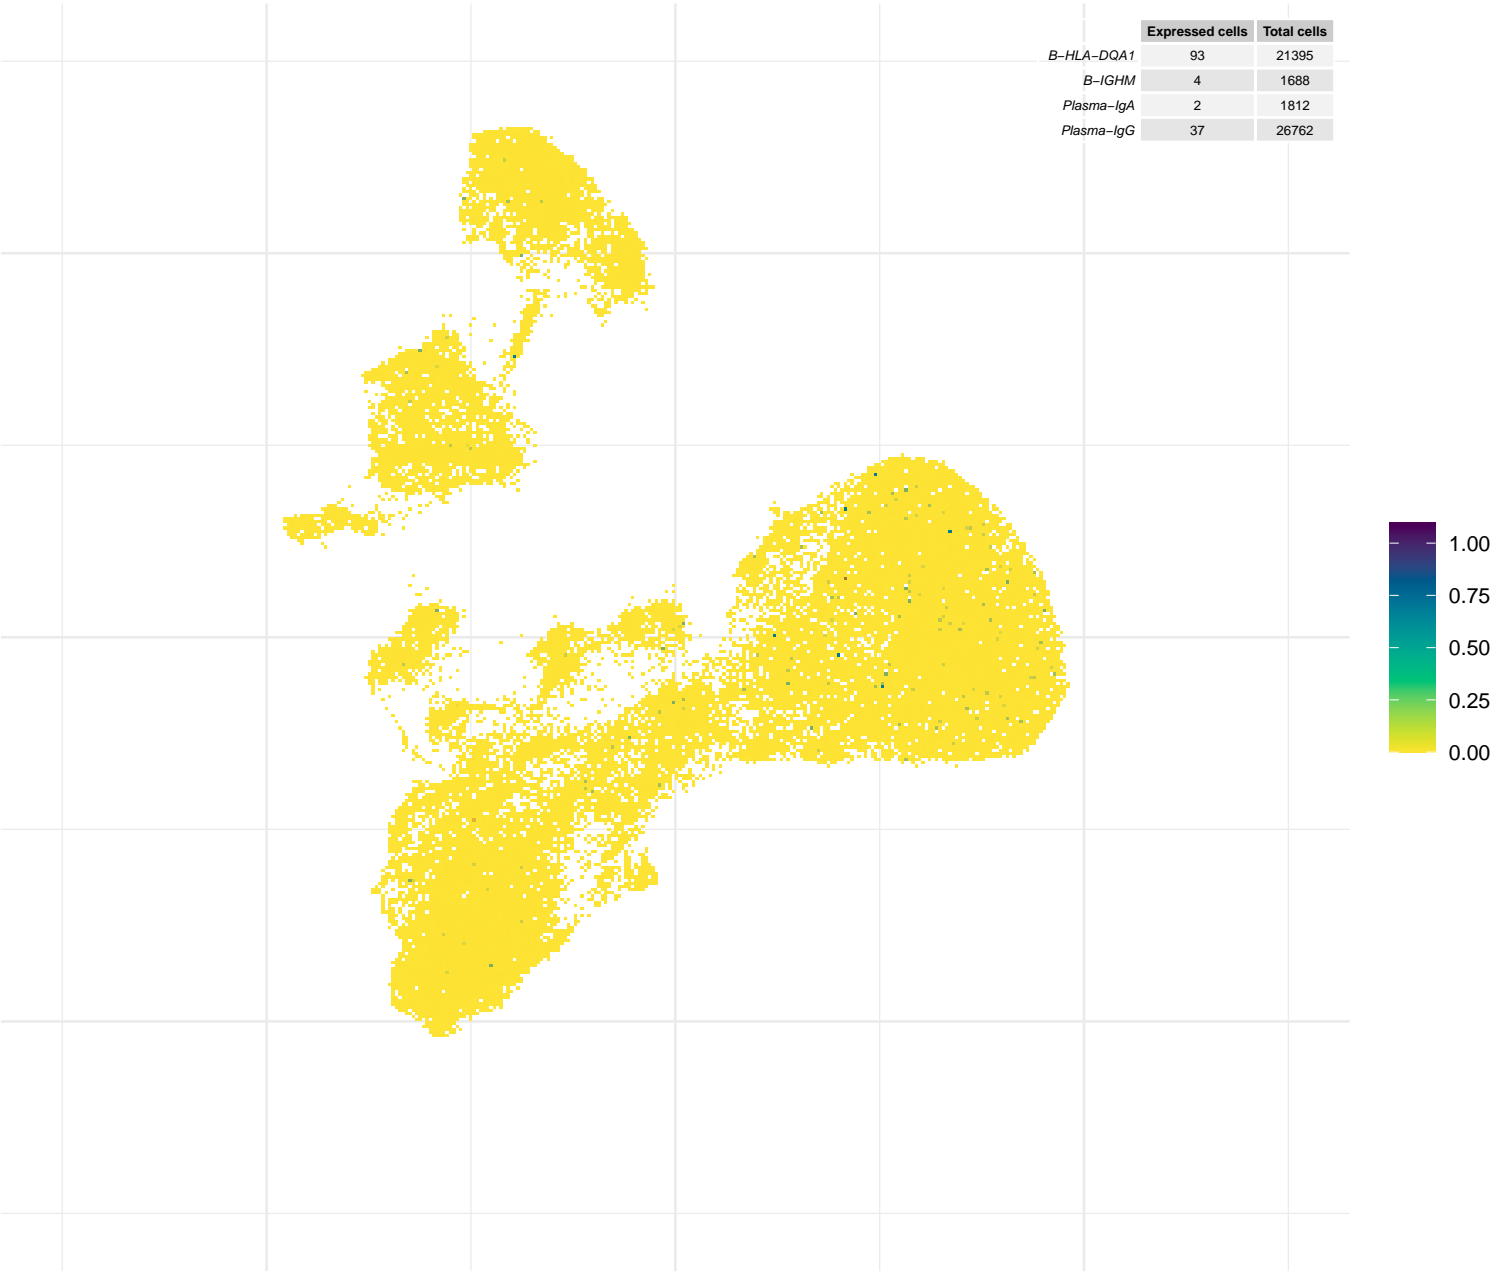 Expressed cells Total cells
B−HLA−DQA1 93 21395
B−IGHM 4 1688
Plasma−IgA 2 1812
Plasma−IgG 37 26762
1.00
0.75
0.50
0.25
0.00